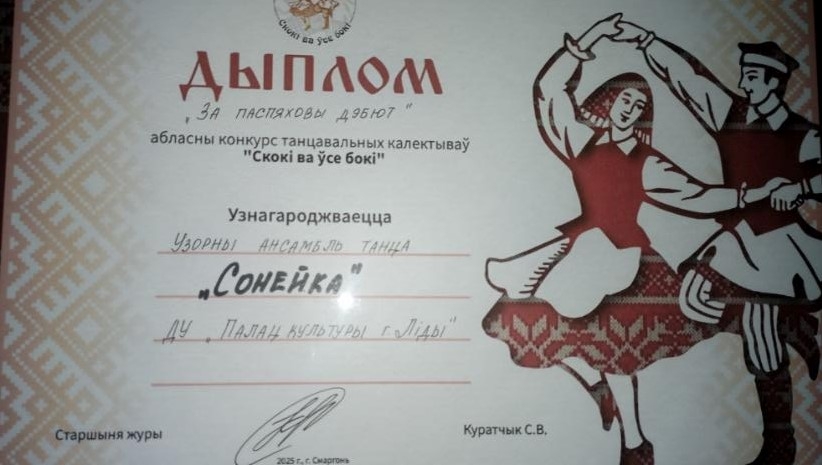 Скокі ва ўсе бокі
ДЫПЛОМ
„За паспяховы дэбют"
абласны конкурс танцавальных калектываў
"Скокі ва ўсе бокі"
Узнагароджваецца
Узорны ансамбль танца
„Сонейка"
ДУ „Палац культуры г. Ліды"
Старшыня журы
Куратчык С.В.
2025 г., г. Смаргонь